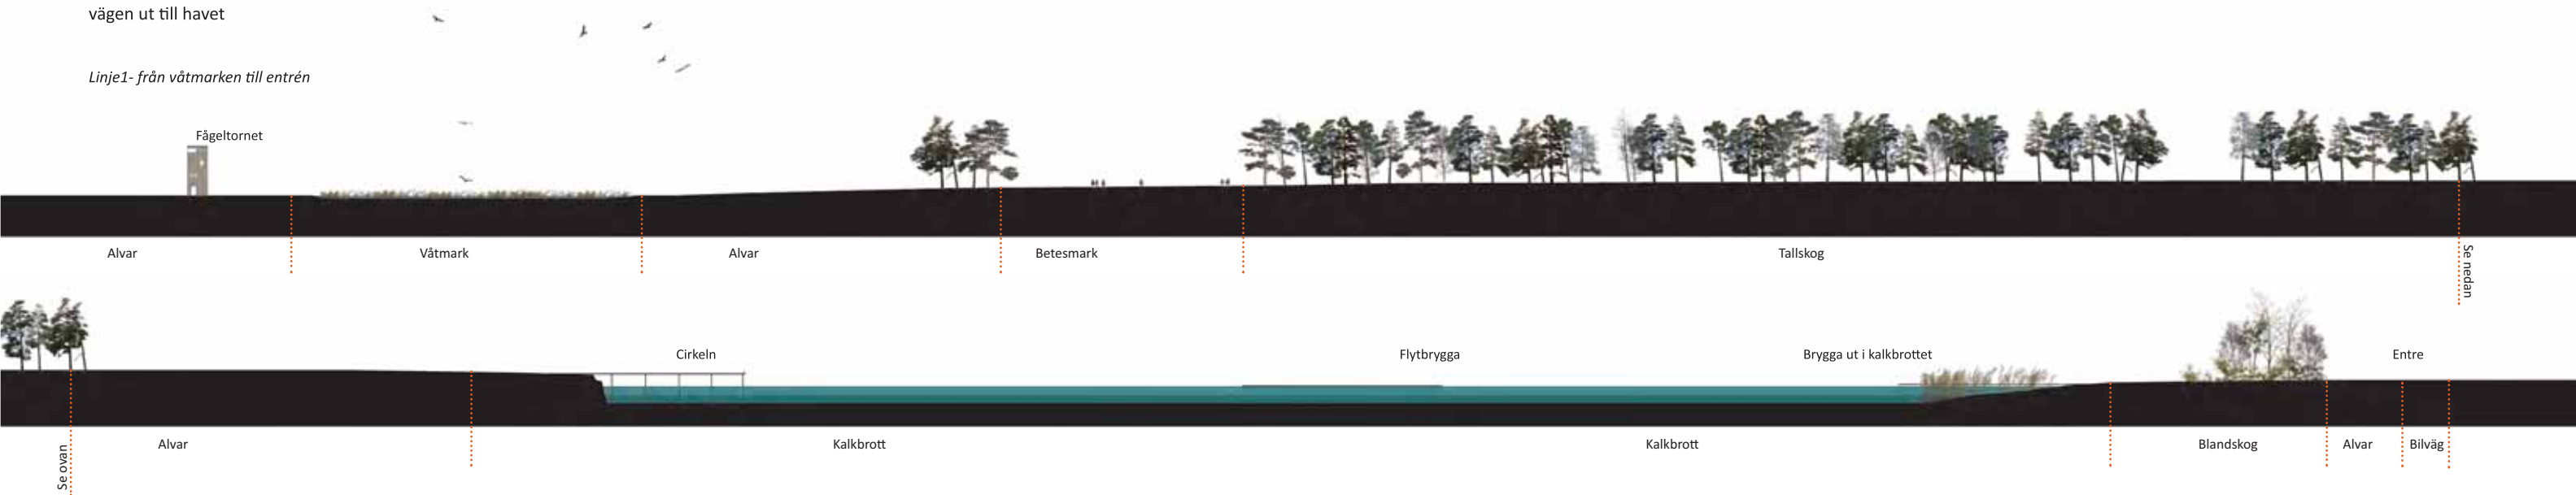 vägen ut till havet
Linje1- från våtmarken till entrén
Fågeltornet
Alvar
Våtmark
Alvar
Betesmark
Tallskog
Se nedan
Cirkeln
Flytbrygga
Brygga ut i kalkbrottet
Entre
Se ovan
Alvar
Kalkbrott
Kalkbrott
Blandskog
Alvar
Bilväg